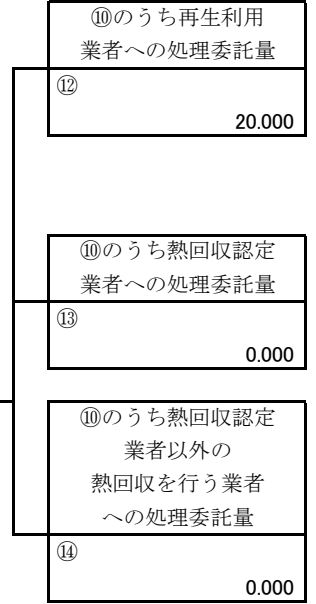 ⑩のうち再生利用
業者への処理委託量
⑫
20.000
⑩のうち熱回収認定
業者への処理委託量
⑬
0.000
⑩のうち熱回収認定
業者以外の
熱回収を行う業者
への処理委託量
⑭
0.000